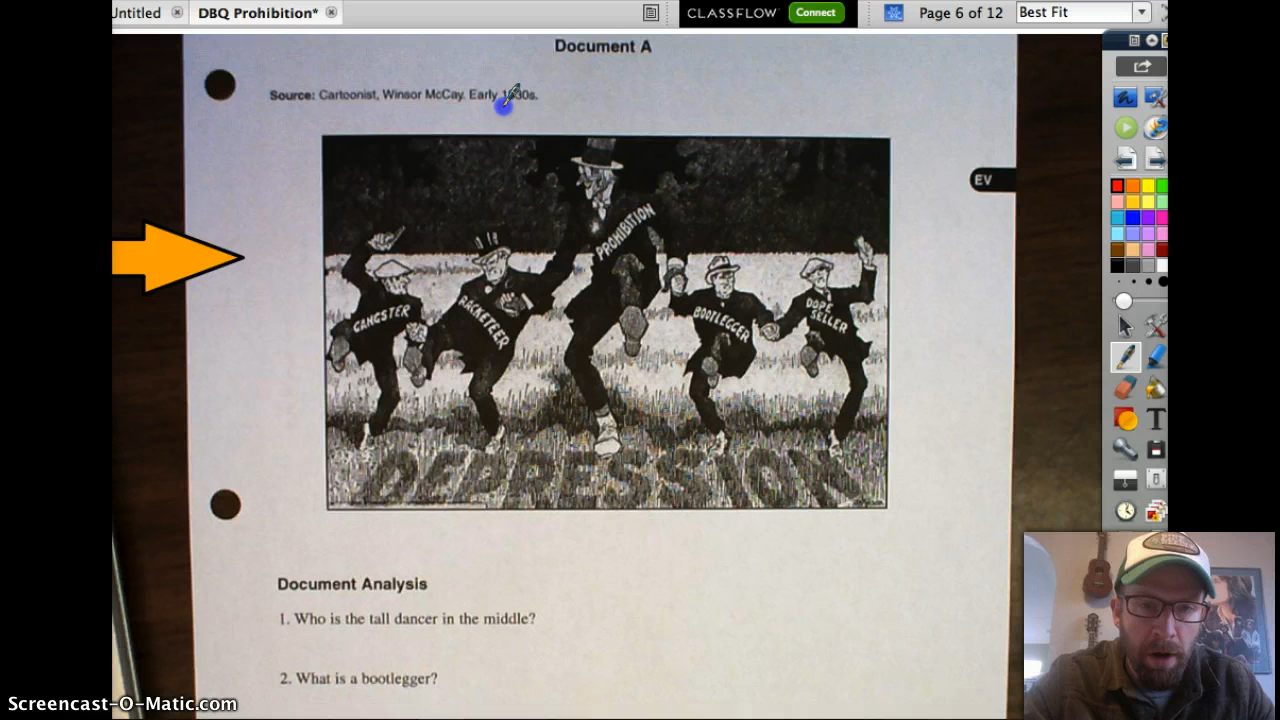 Untitled
DBQ Prohibition*
CLASSFLOW
Connect
Page 6 of 12
Best Fit
Document A
Source: Cartoonist, Winsor McCay. Early 1930s.
EV
PROHIBITION
GANGSTER
RACKETEER
BOOTLEGGER
DOPE
SELLER
DEPRESSION
Document Analysis
1. Who is the tall dancer in the middle?
2. What is a bootlegger?
T
Screencast-O-Matic.com